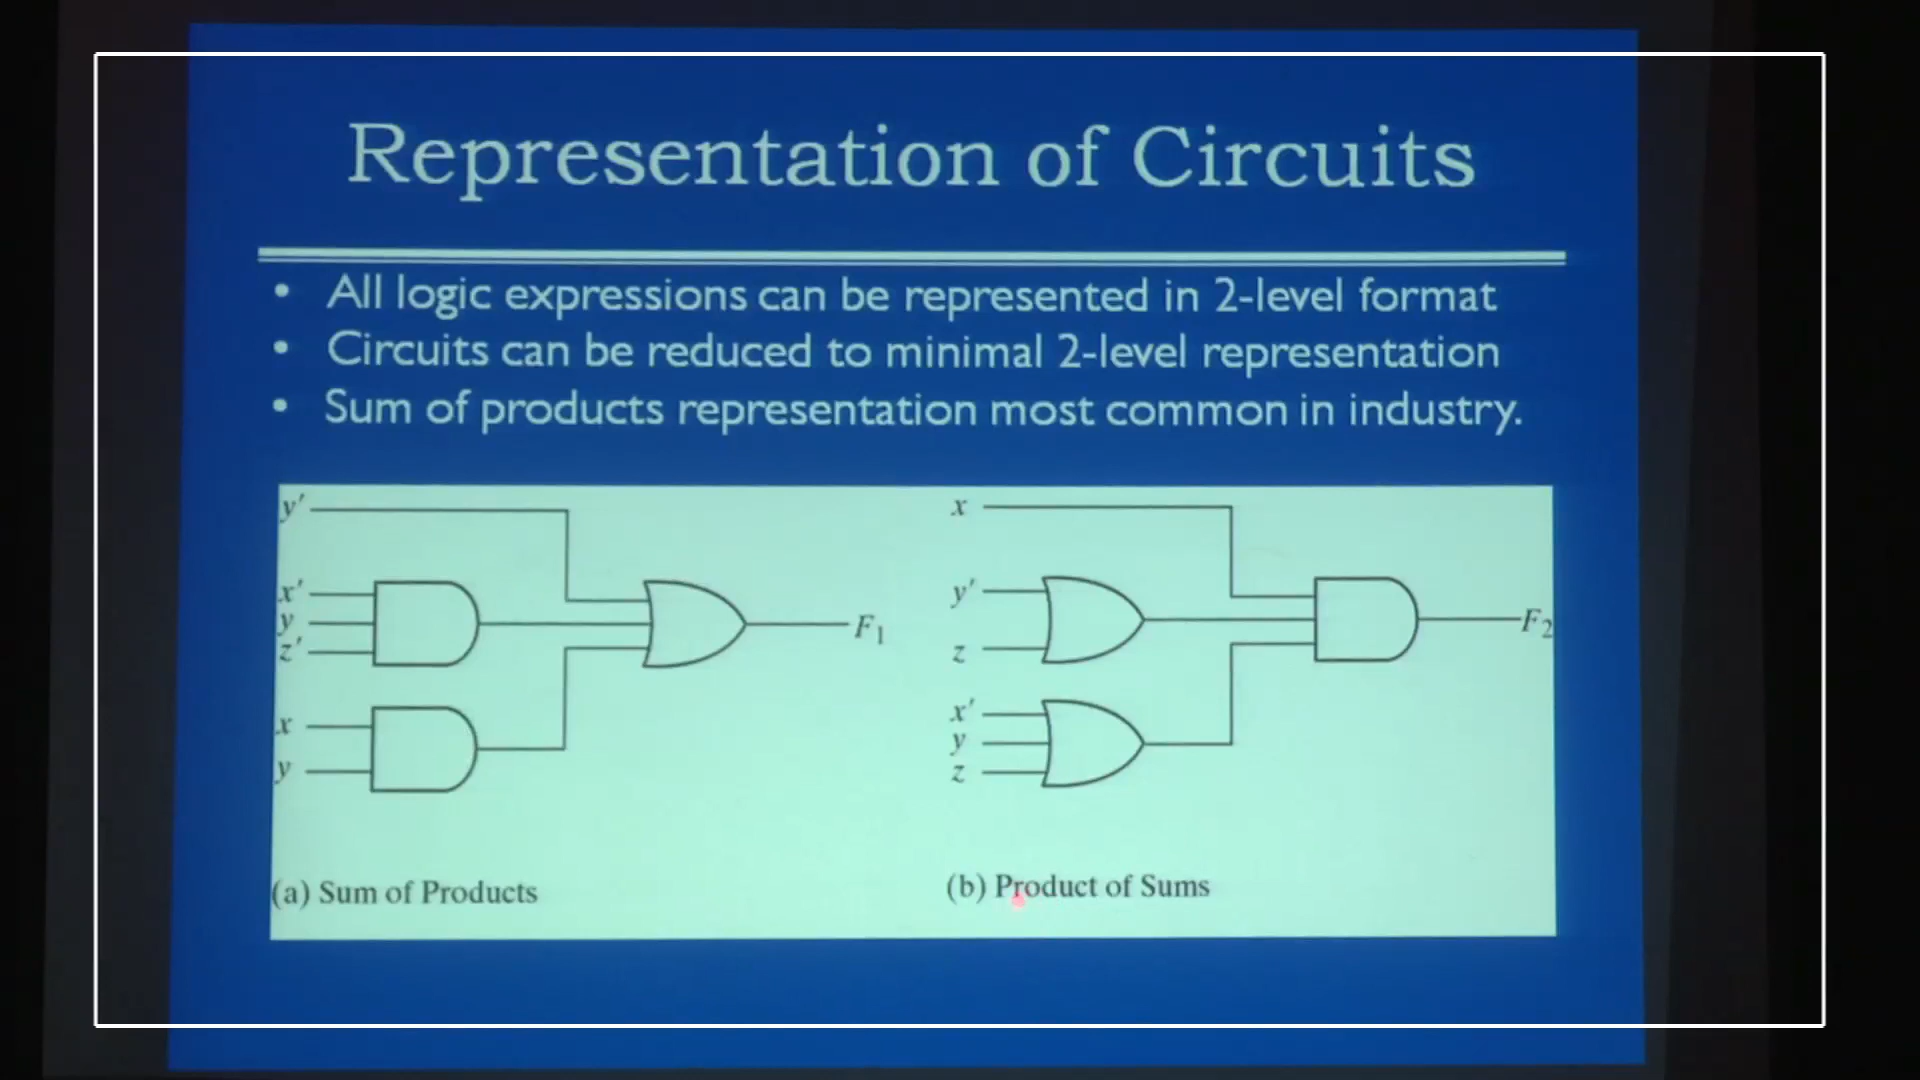 Representation of Circuits
• All logic expressions can be represented in 2-level format
• Circuits can be reduced to minimal 2-level representation
• Sum of products representation most common in industry.
y'
x'
y
z'
x
y
F1
(a) Sum of Products
x
y'
z
x'
y
z
F2
(b) Product of Sums